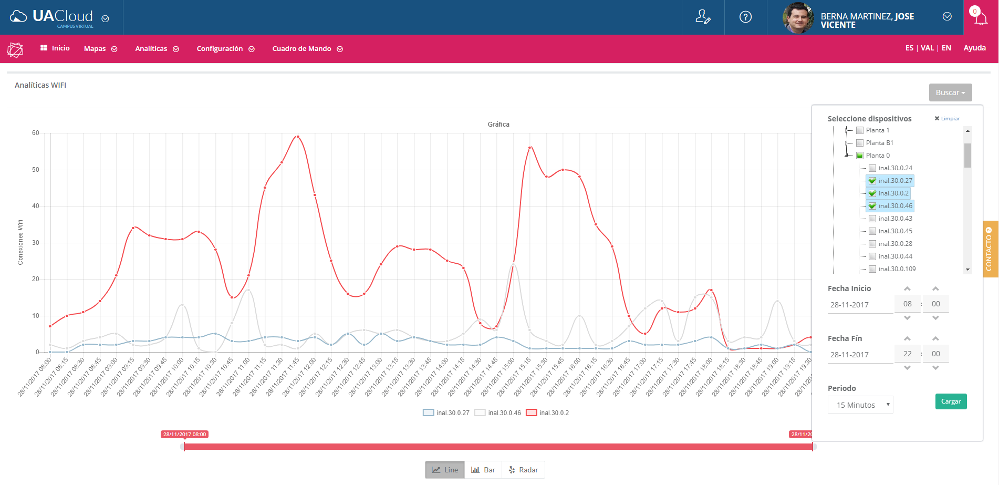 UACloud
CAMPUS VIRTUAL
BERNA MARTINEZ, JOSE
VICENTE
0
Inicio
Mapas
Analíticas
Configuración
Cuadro de Mando
ES | VAL | EN
Ayuda
Analíticas WIFI
Buscar
Gráfica
Conexiones Wifi
60
50
40
30
20
10
0
28/11/2017 08:00
28/11/2017 08:15
28/11/2017 08:30
28/11/2017 08:45
28/11/2017 09:00
28/11/2017 09:15
28/11/2017 09:30
28/11/2017 09:45
28/11/2017 10:00
28/11/2017 10:15
28/11/2017 10:30
28/11/2017 10:45
28/11/2017 11:00
28/11/2017 11:15
28/11/2017 11:30
28/11/2017 11:45
28/11/2017 12:00
28/11/2017 12:15
28/11/2017 12:30
28/11/2017 12:45
28/11/2017 13:00
28/11/2017 13:15
28/11/2017 13:30
28/11/2017 13:45
28/11/2017 14:00
28/11/2017 14:15
28/11/2017 14:30
28/11/2017 14:45
28/11/2017 15:00
28/11/2017 15:15
28/11/2017 15:30
28/11/2017 15:45
28/11/2017 16:00
28/11/2017 16:15
28/11/2017 16:30
28/11/2017 16:45
28/11/2017 17:00
28/11/2017 17:15
28/11/2017 17:30
28/11/2017 17:45
28/11/2017 18:00
28/11/2017 18:15
28/11/2017 18:30
28/11/2017 18:45
28/11/2017 19:00
28/11/2017 19:15
28/11/2017 19:30
inal.30.0.27
inal.30.0.46
inal.30.0.2
28/11/2017 08:00
28/11/20
Line
Bar
Radar
Seleccione dispositivos
Limpiar
Planta 1
Planta B1
Planta 0
inal.30.0.24
inal.30.0.27
inal.30.0.2
inal.30.0.46
inal.30.0.43
inal.30.0.45
inal.30.0.28
inal.30.0.44
inal.30.0.109
Fecha Inicio
28-11-2017
08 : 00
Fecha Fín
28-11-2017
22 : 00
Periodo
15 Minutos
Cargar
CONTACTO ?